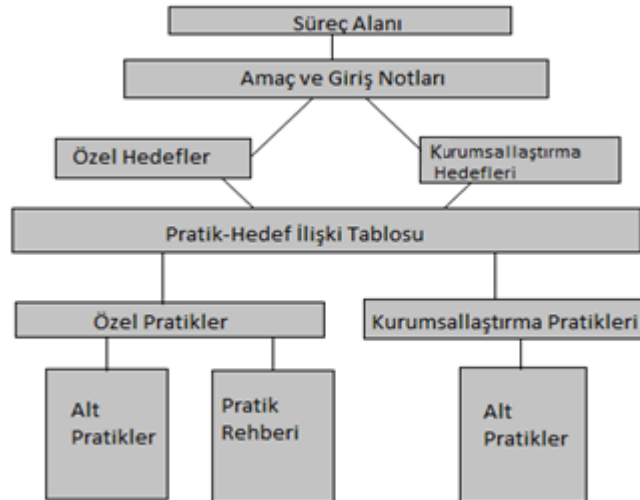 Süreç Alanı
Amaç ve Giriş Notları
Özel Hedefler
Kurumsallaştırma
Hedefleri
Pratik-Hedef İlişki Tablosu
Özel Pratikler
Kurumsallaştırma Pratikleri
Alt
Pratikler
Pratik
Rehberi
Alt
Pratikler